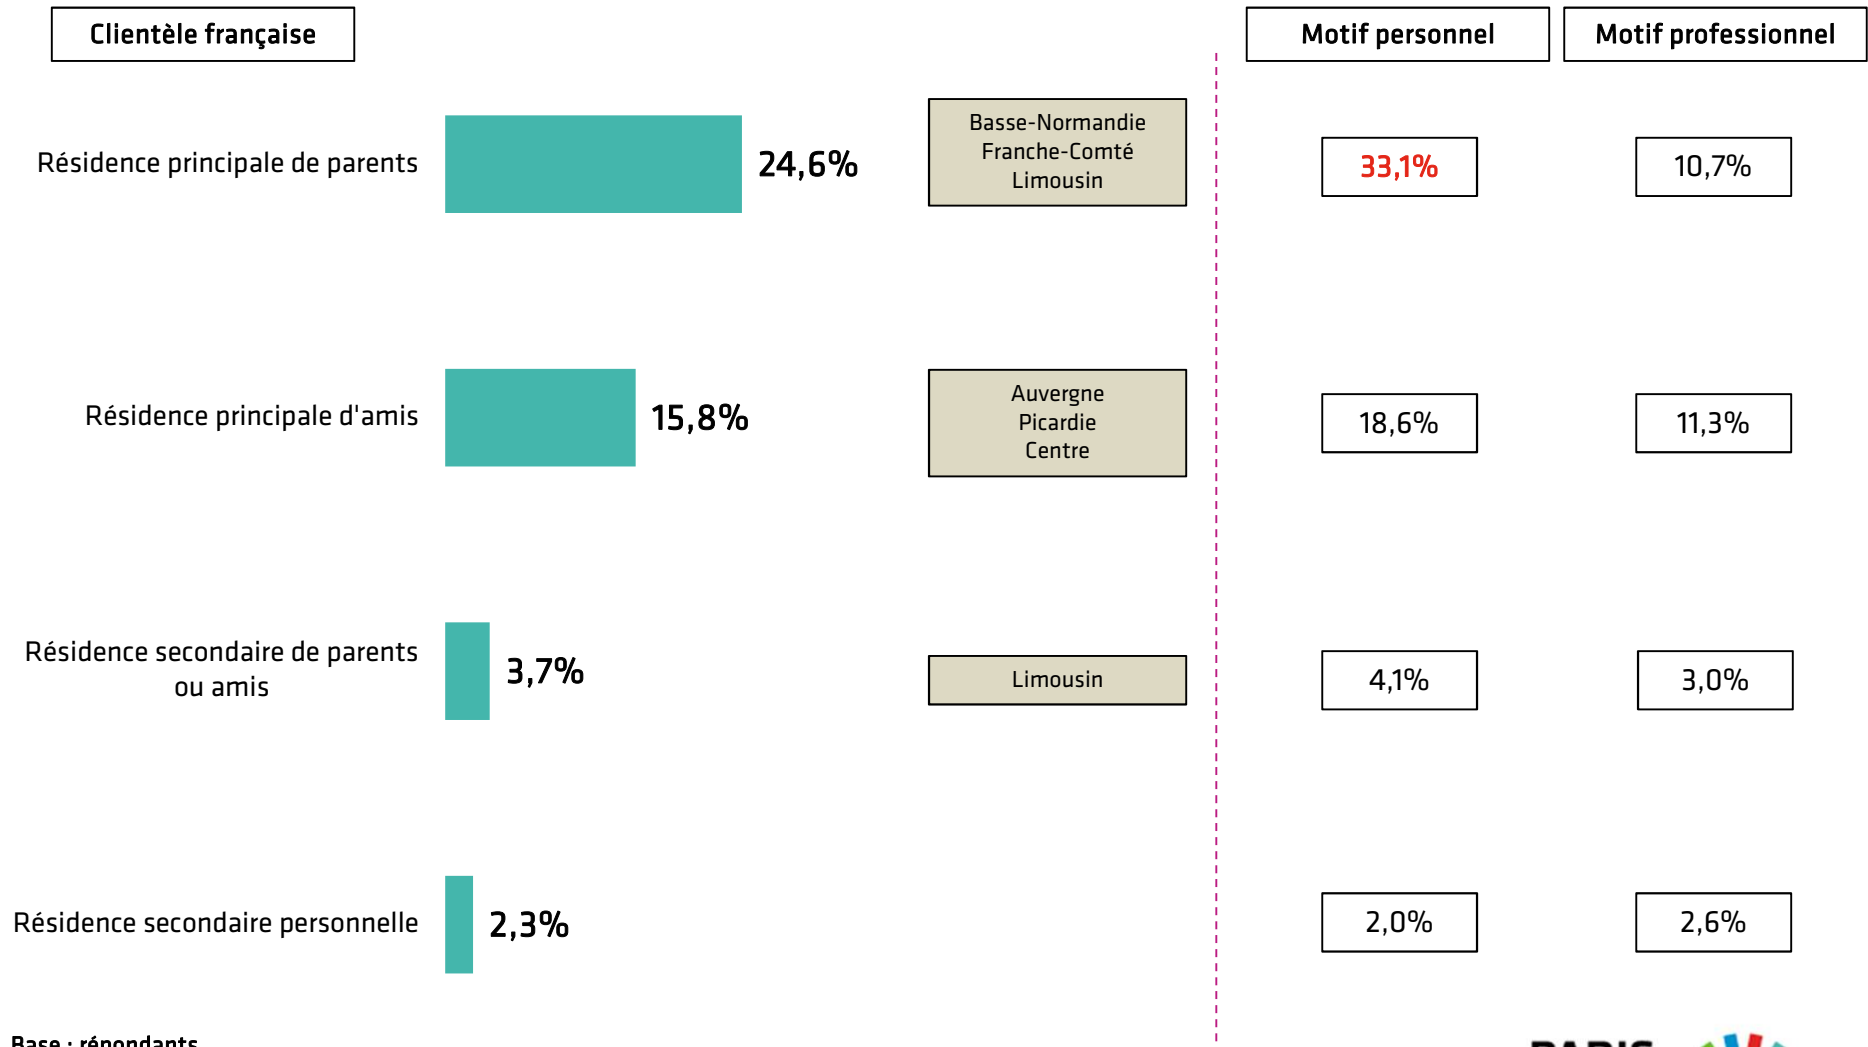 Clientèle française
Motif personnel
Motif professionnel
Résidence principale de parents
24,6%
Basse-Normandie
Franche-Comté
Limousin
33,1%
10,7%
Résidence principale d'amis
15,8%
Auvergne
Picardie
Centre
18,6%
11,3%
Résidence secondaire de parents
ou amis
3,7%
Limousin
4,1%
3,0%
Résidence secondaire personnelle
2,3%
2,0%
2,6%
Base : répondants
PARIS